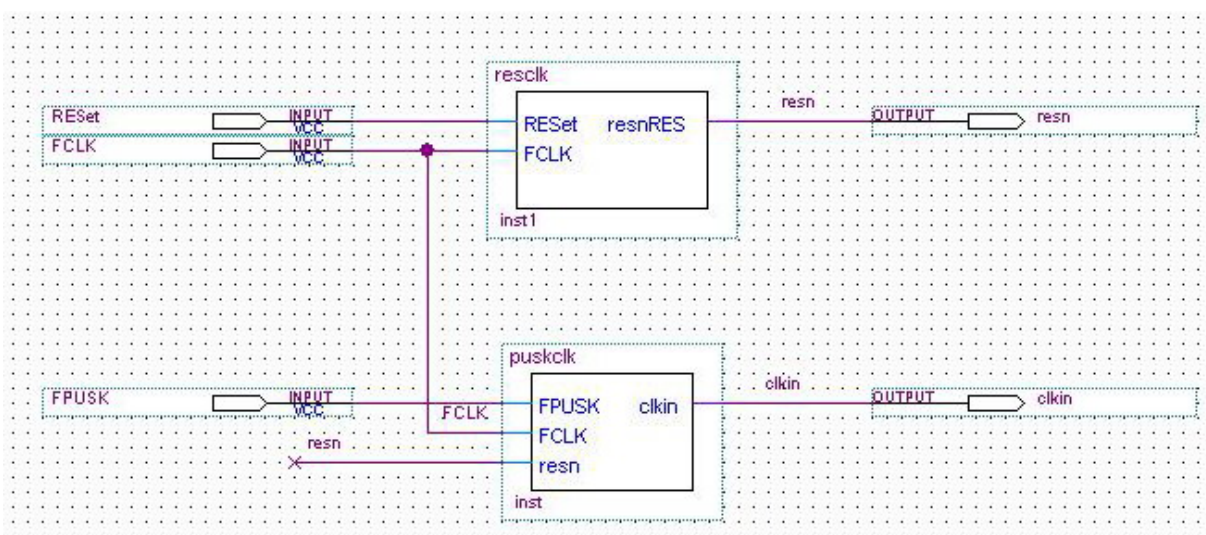 resclk
RESet INPUT VCC
RESet resnRES
resn
OUTPUT resn
FCLK INPUT VCC
FCLK
inst1
puskclk
FPUSK INPUT VCC
FCLK
FPUSK clkin
clkin
OUTPUT clkin
FCLK
resn
resn
inst